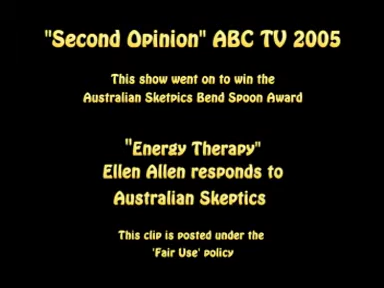 "Second Opinion" ABC TV 2005
This show went on to win the
Australian Sketpics Bend Spoon Award
"Energy Therapy"
Ellen Allen responds to
Australian Skeptics
This clip is posted under the
'Fair Use' policy